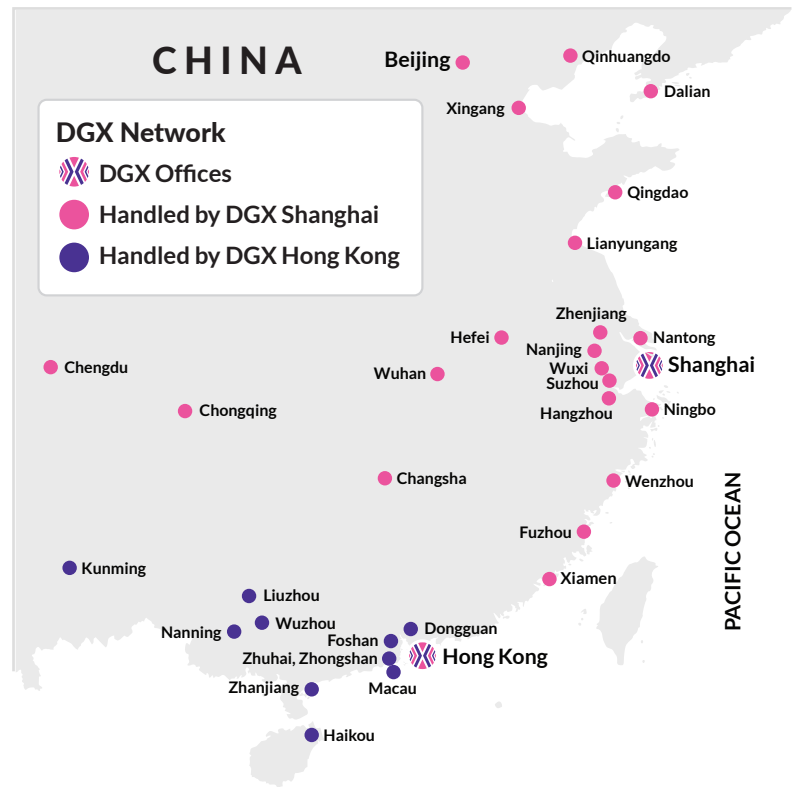 CHINA
Beijing
Qinhuangdo
Dalian
Xingang
DGX Network
DGX Offices
Handled by DGX Shanghai
Handled by DGX Hong Kong
Qingdao
Lianyungang
Zhenjiang
Hefei
Nantong
Nanjing
Shanghai
Chengdu
Wuhan
Wuxi
Suzhou
Chongqing
Hangzhou
Ningbo
Changsha
Wenzhou
PACIFIC OCEAN
Fuzhou
Kunming
Xiamen
Liuzhou
Wuzhou
Dongguan
Nanning
Foshan
Zhuhai, Zhongshan
Hong Kong
Zhanjiang
Macau
Haikou